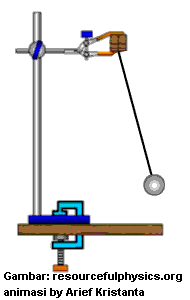 Gambar: resourcefulphysics.org
animasi by Arief Kristanta